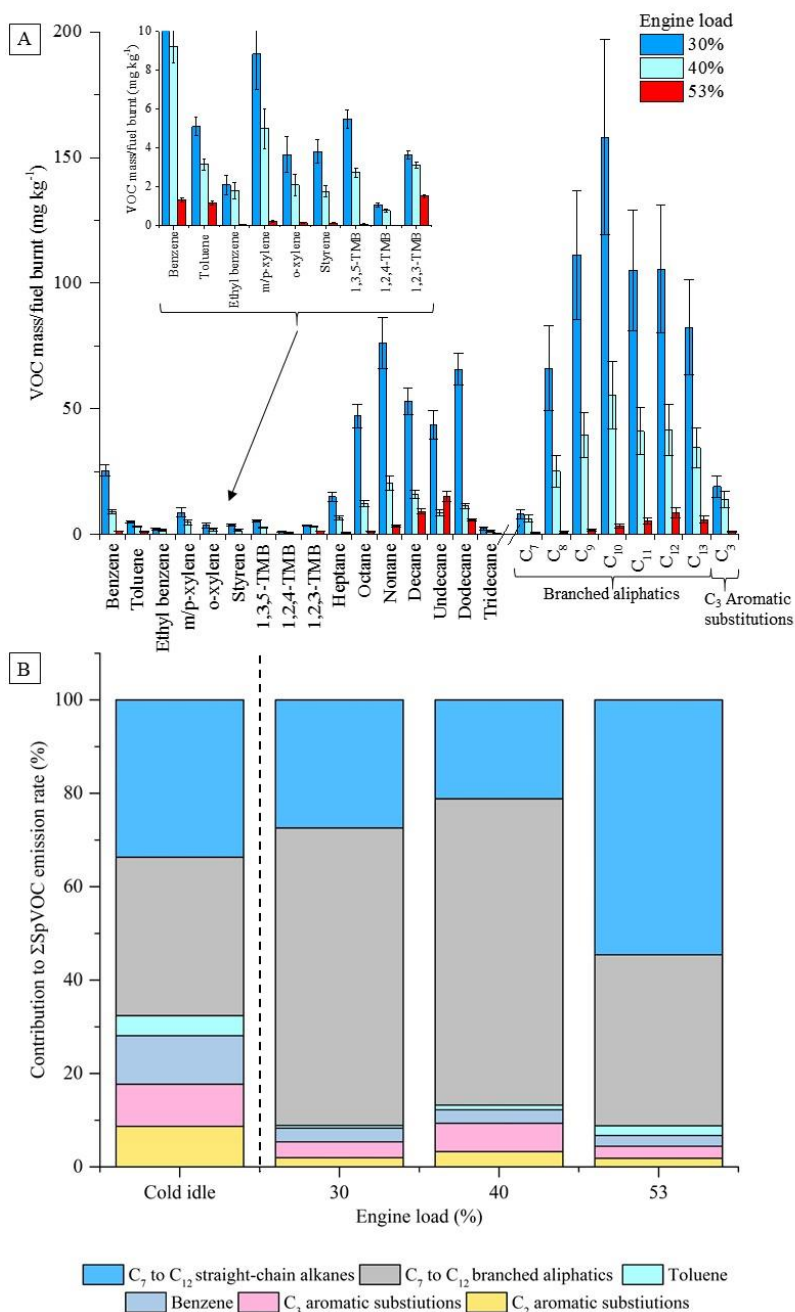 A
200
150
100
50
0
VOC mass/fuel burnt (mg kg⁻¹)
Engine load
30%
40%
53%
10
8
6
4
2
0
VOC mass/fuel burnt (mg kg⁻¹)
Benzene
Toluene
Ethyl benzene
m/p-xylene
o-xylene
Styrene
1,3,5-TMB
1,2,4-TMB
1,2,3-TMB
Benzene
Toluene
Ethyl benzene
m/p-xylene
o-xylene
Styrene
1,3,5-TMB
1,2,4-TMB
1,2,3-TMB
Heptane
Octane
Nonane
Decane
Undecane
Dodecane
Tridecane
C₇
C₈
C₉
C₁₀
C₁₁
C₁₂
C₁₃
C₃
Branched aliphatics
C₃ Aromatic
substitutions
B
100
80
60
40
20
0
Contribution to ΣSpVOC emission rate (%)
Cold idle
30
40
53
Engine load (%)
C₇ to C₁₂ straight-chain alkanes
C₇ to C₁₂ branched aliphatics
Toluene
Benzene
C₃ aromatic substiutions
C₂ aromatic substiutions